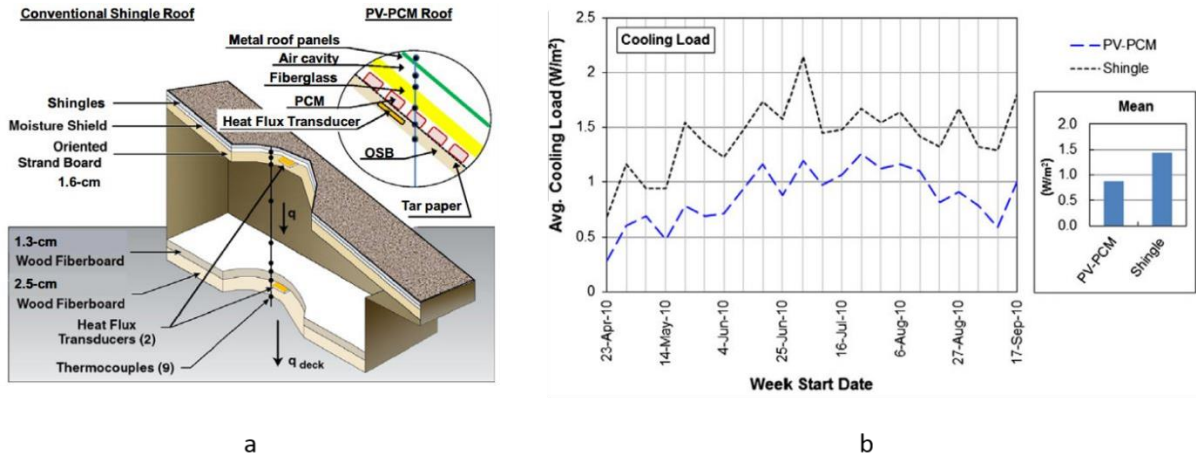 Conventional Shingle Roof
PV-PCM Roof
Metal roof panels
Air cavity
Fiberglass
PCM
Heat Flux Transducer
OSB
Tar paper
Shingles
Moisture Shield
Oriented
Strand Board
1.6-cm
q
1.3-cm
Wood Fiberboard
2.5-cm
Wood Fiberboard
Heat Flux
Transducers (2)
Thermocouples (9)
q deck
a
Cooling Load
Avg. Cooling Load (W/m²)
2.5
2
1.5
1
0.5
0
23-Apr-10
14-May-10
4-Jun-10
25-Jun-10
16-Jul-10
6-Aug-10
27-Aug-10
17-Sep-10
Week Start Date
PV-PCM
Shingle
Mean
(W/m²)
2.0
1.5
1.0
0.5
0.0
PV-PCM
Shingle
b